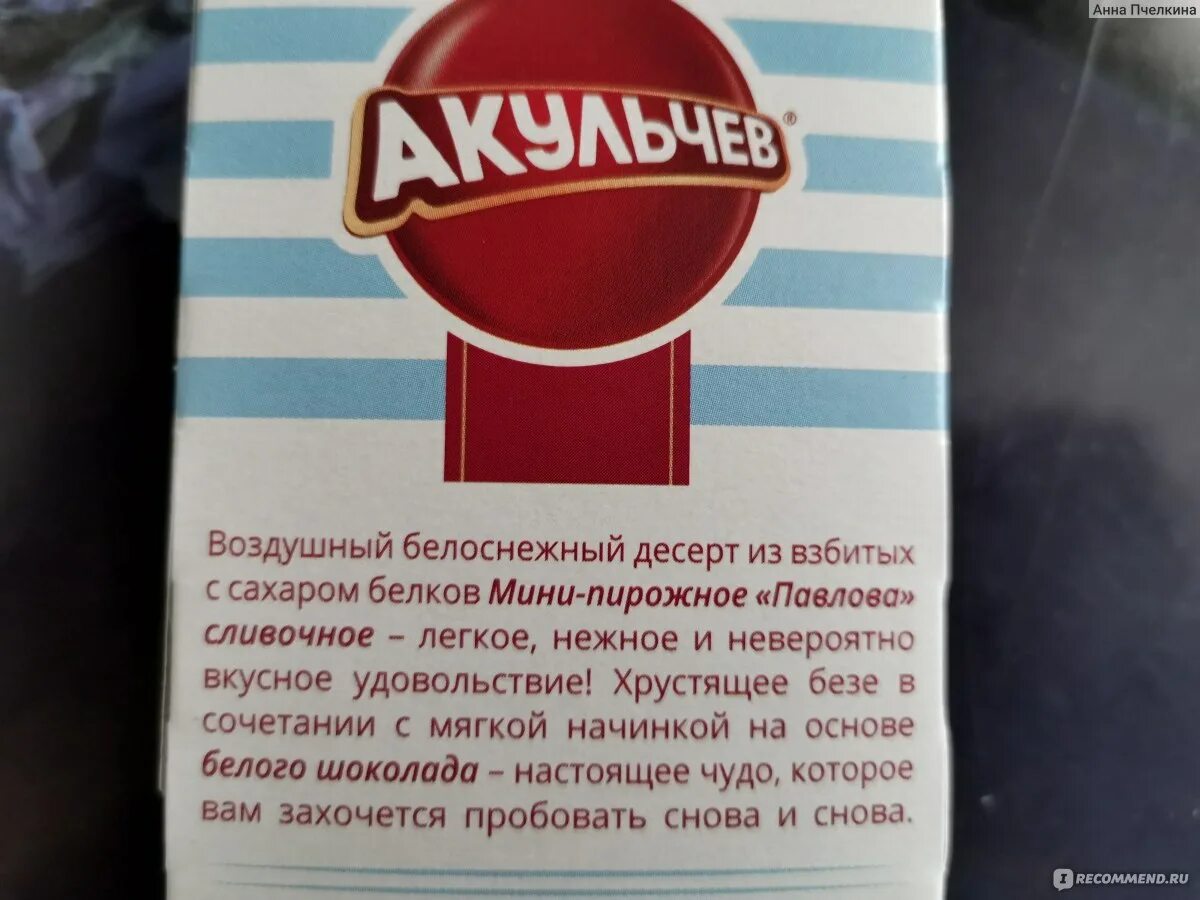 Анна Пчелкина
АКУЛЬЧЕВ®
Воздушный белоснежный десерт из взбитых
с сахаром белков Мини-пирожное «Павлова»
сливочное – легкое, нежное и невероятно
вкусное удовольствие! Хрустящее безе в
сочетании с мягкой начинкой на основе
белого шоколада – настоящее чудо, которое
вам захочется пробовать снова и снова.
IRECOMMEND.RU